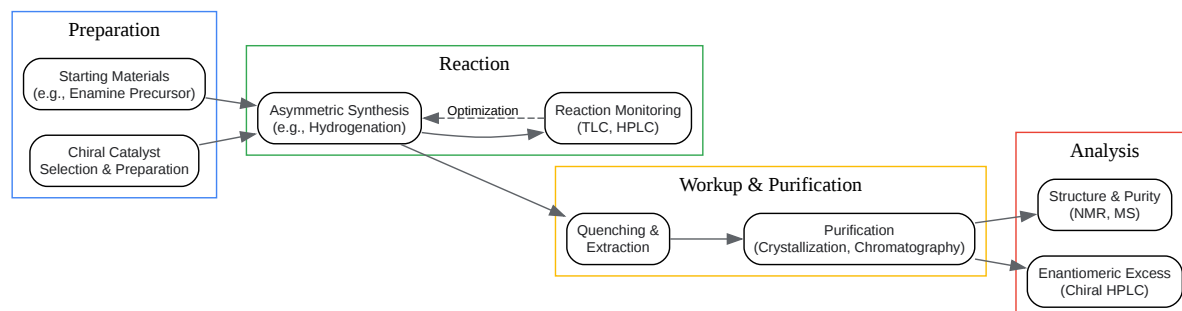 Preparation
Starting Materials
(e.g., Enamine Precursor)
Chiral Catalyst
Selection & Preparation
Reaction
Asymmetric Synthesis
(e.g., Hydrogenation)
Optimization
Reaction Monitoring
(TLC, HPLC)
Workup & Purification
Quenching &
Extraction
Purification
(Crystallization, Chromatography)
Analysis
Structure & Purity
(NMR, MS)
Enantiomeric Excess
(Chiral HPLC)